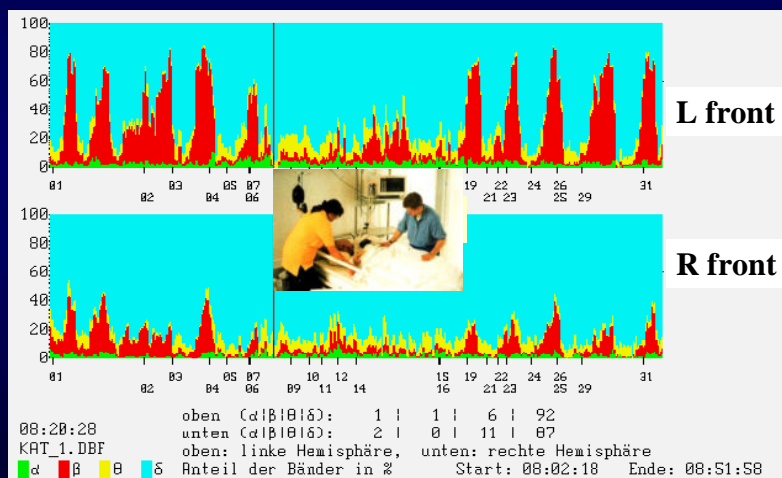 100
80
60
40
20
0
L front
01 03 05 07 19 22 24 26 31
02 04 06 21 23 25 29
100
80
60
40
20
0
R front
01 03 05 07 10 12 15 19 22 24 26 31
02 04 06 09 11 14 16 21 23 25 29
oben (α|β|θ|δ): 1 | 1 | 6 | 92
08:20:28 unten (α|β|θ|δ): 2 | 0 | 11 | 87
KAT_1.DBF oben: linke Hemisphäre, unten: rechte Hemisphäre
α β θ δ Anteil der Bänder in % Start: 08:02:18 Ende: 08:51:58